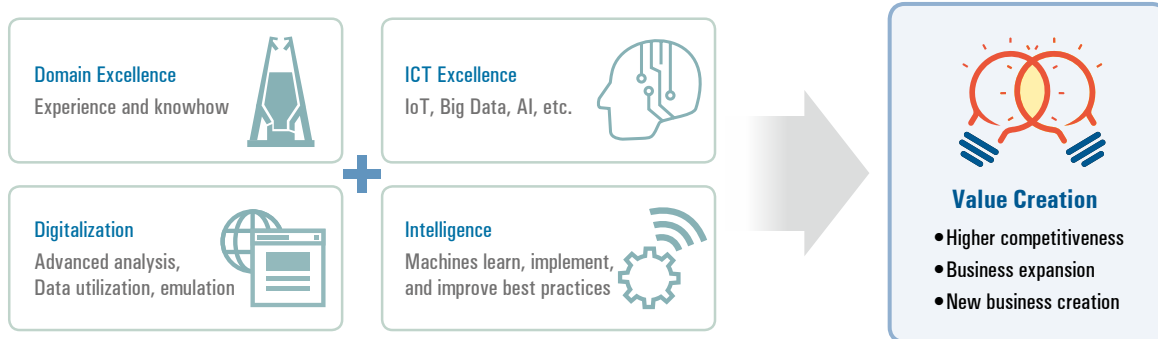 Domain Excellence
Experience and knowhow
ICT Excellence
IoT, Big Data, AI, etc.
Digitalization
Advanced analysis,
Data utilization, emulation
Intelligence
Machines learn, implement,
and improve best practices
Value Creation
•Higher competitiveness
•Business expansion
•New business creation